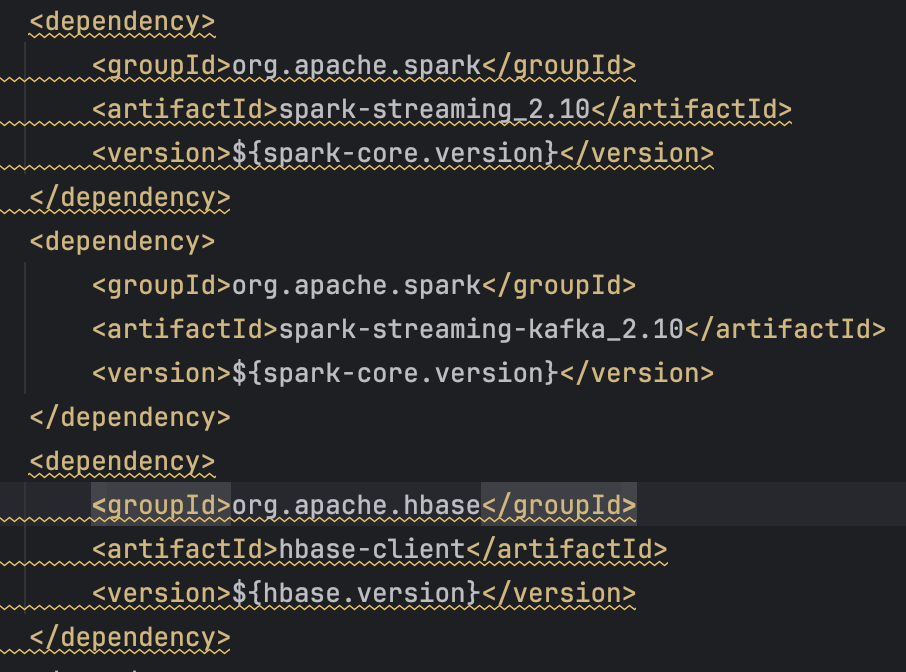 <dependency>
<groupId>org.apache.spark</groupId>
<artifactId>spark-streaming_2.10</artifactId>
<version>${spark-core.version}</version>
</dependency>
<dependency>
<groupId>org.apache.spark</groupId>
<artifactId>spark-streaming-kafka_2.10</artifactId>
<version>${spark-core.version}</version>
</dependency>
<dependency>
<groupId>org.apache.hbase</groupId>
<artifactId>hbase-client</artifactId>
<version>${hbase.version}</version>
</dependency>